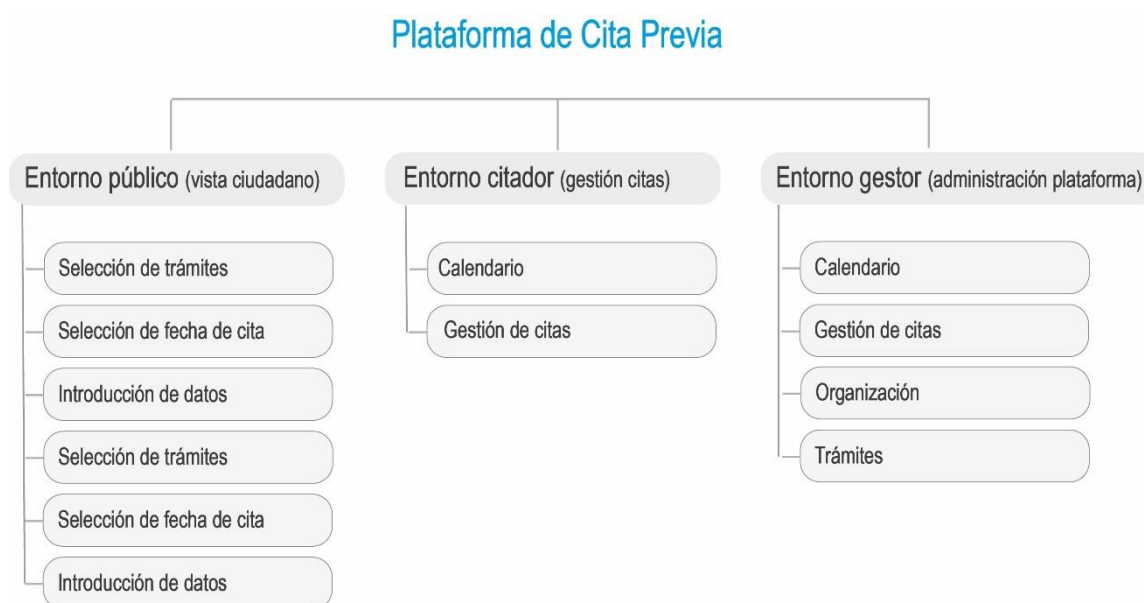 Plataforma de Cita Previa
Entorno público (vista ciudadano)
Selección de trámites
Selección de fecha de cita
Introducción de datos
Selección de trámites
Selección de fecha de cita
Introducción de datos
Entorno citador (gestión citas)
Calendario
Gestión de citas
Entorno gestor (administración plataforma)
Calendario
Gestión de citas
Organización
Trámites